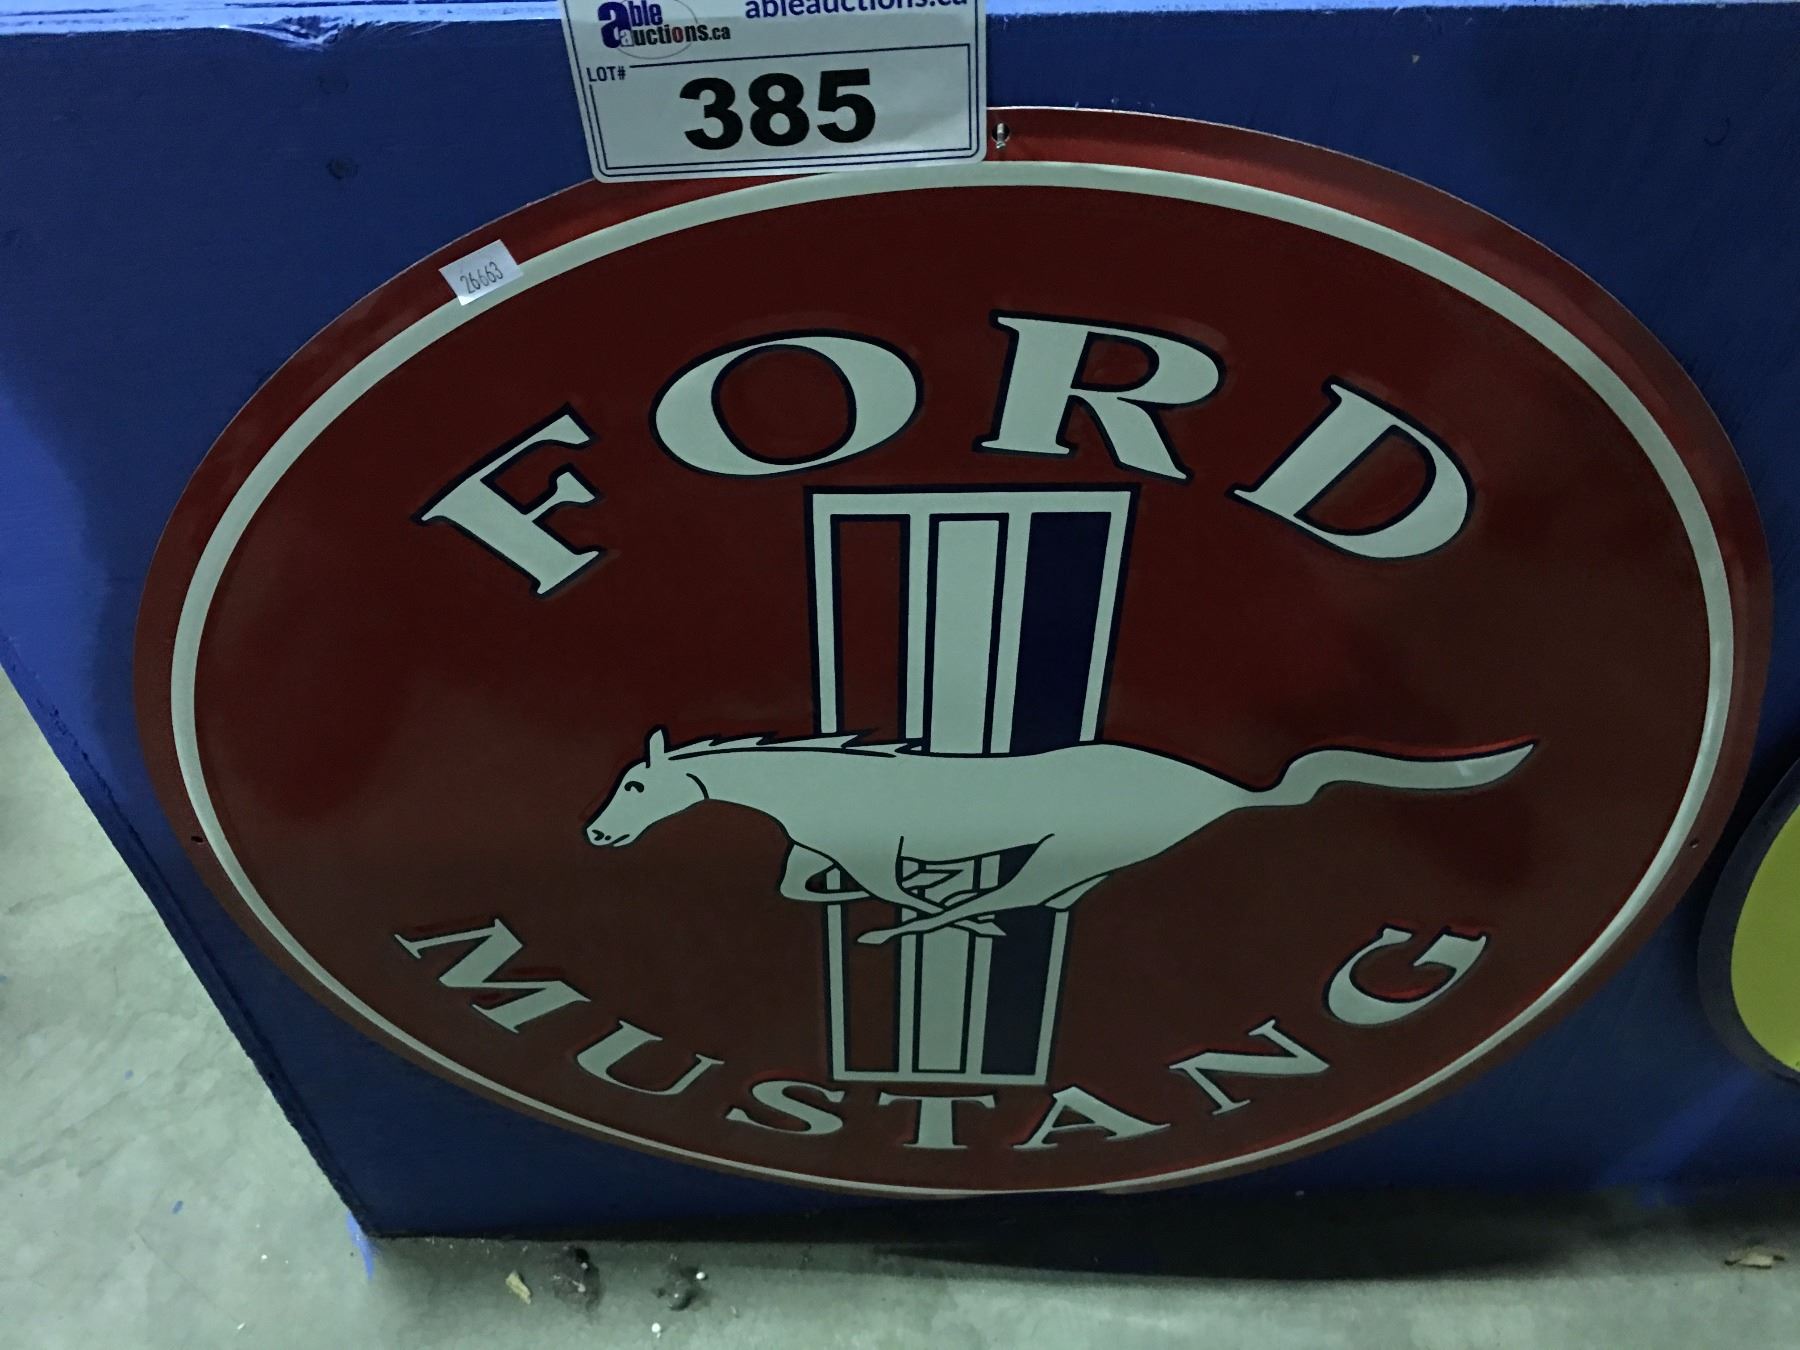 able auctions.ca
ableauctions.ca
LOT#
385
26663
FORD
MUSTANG